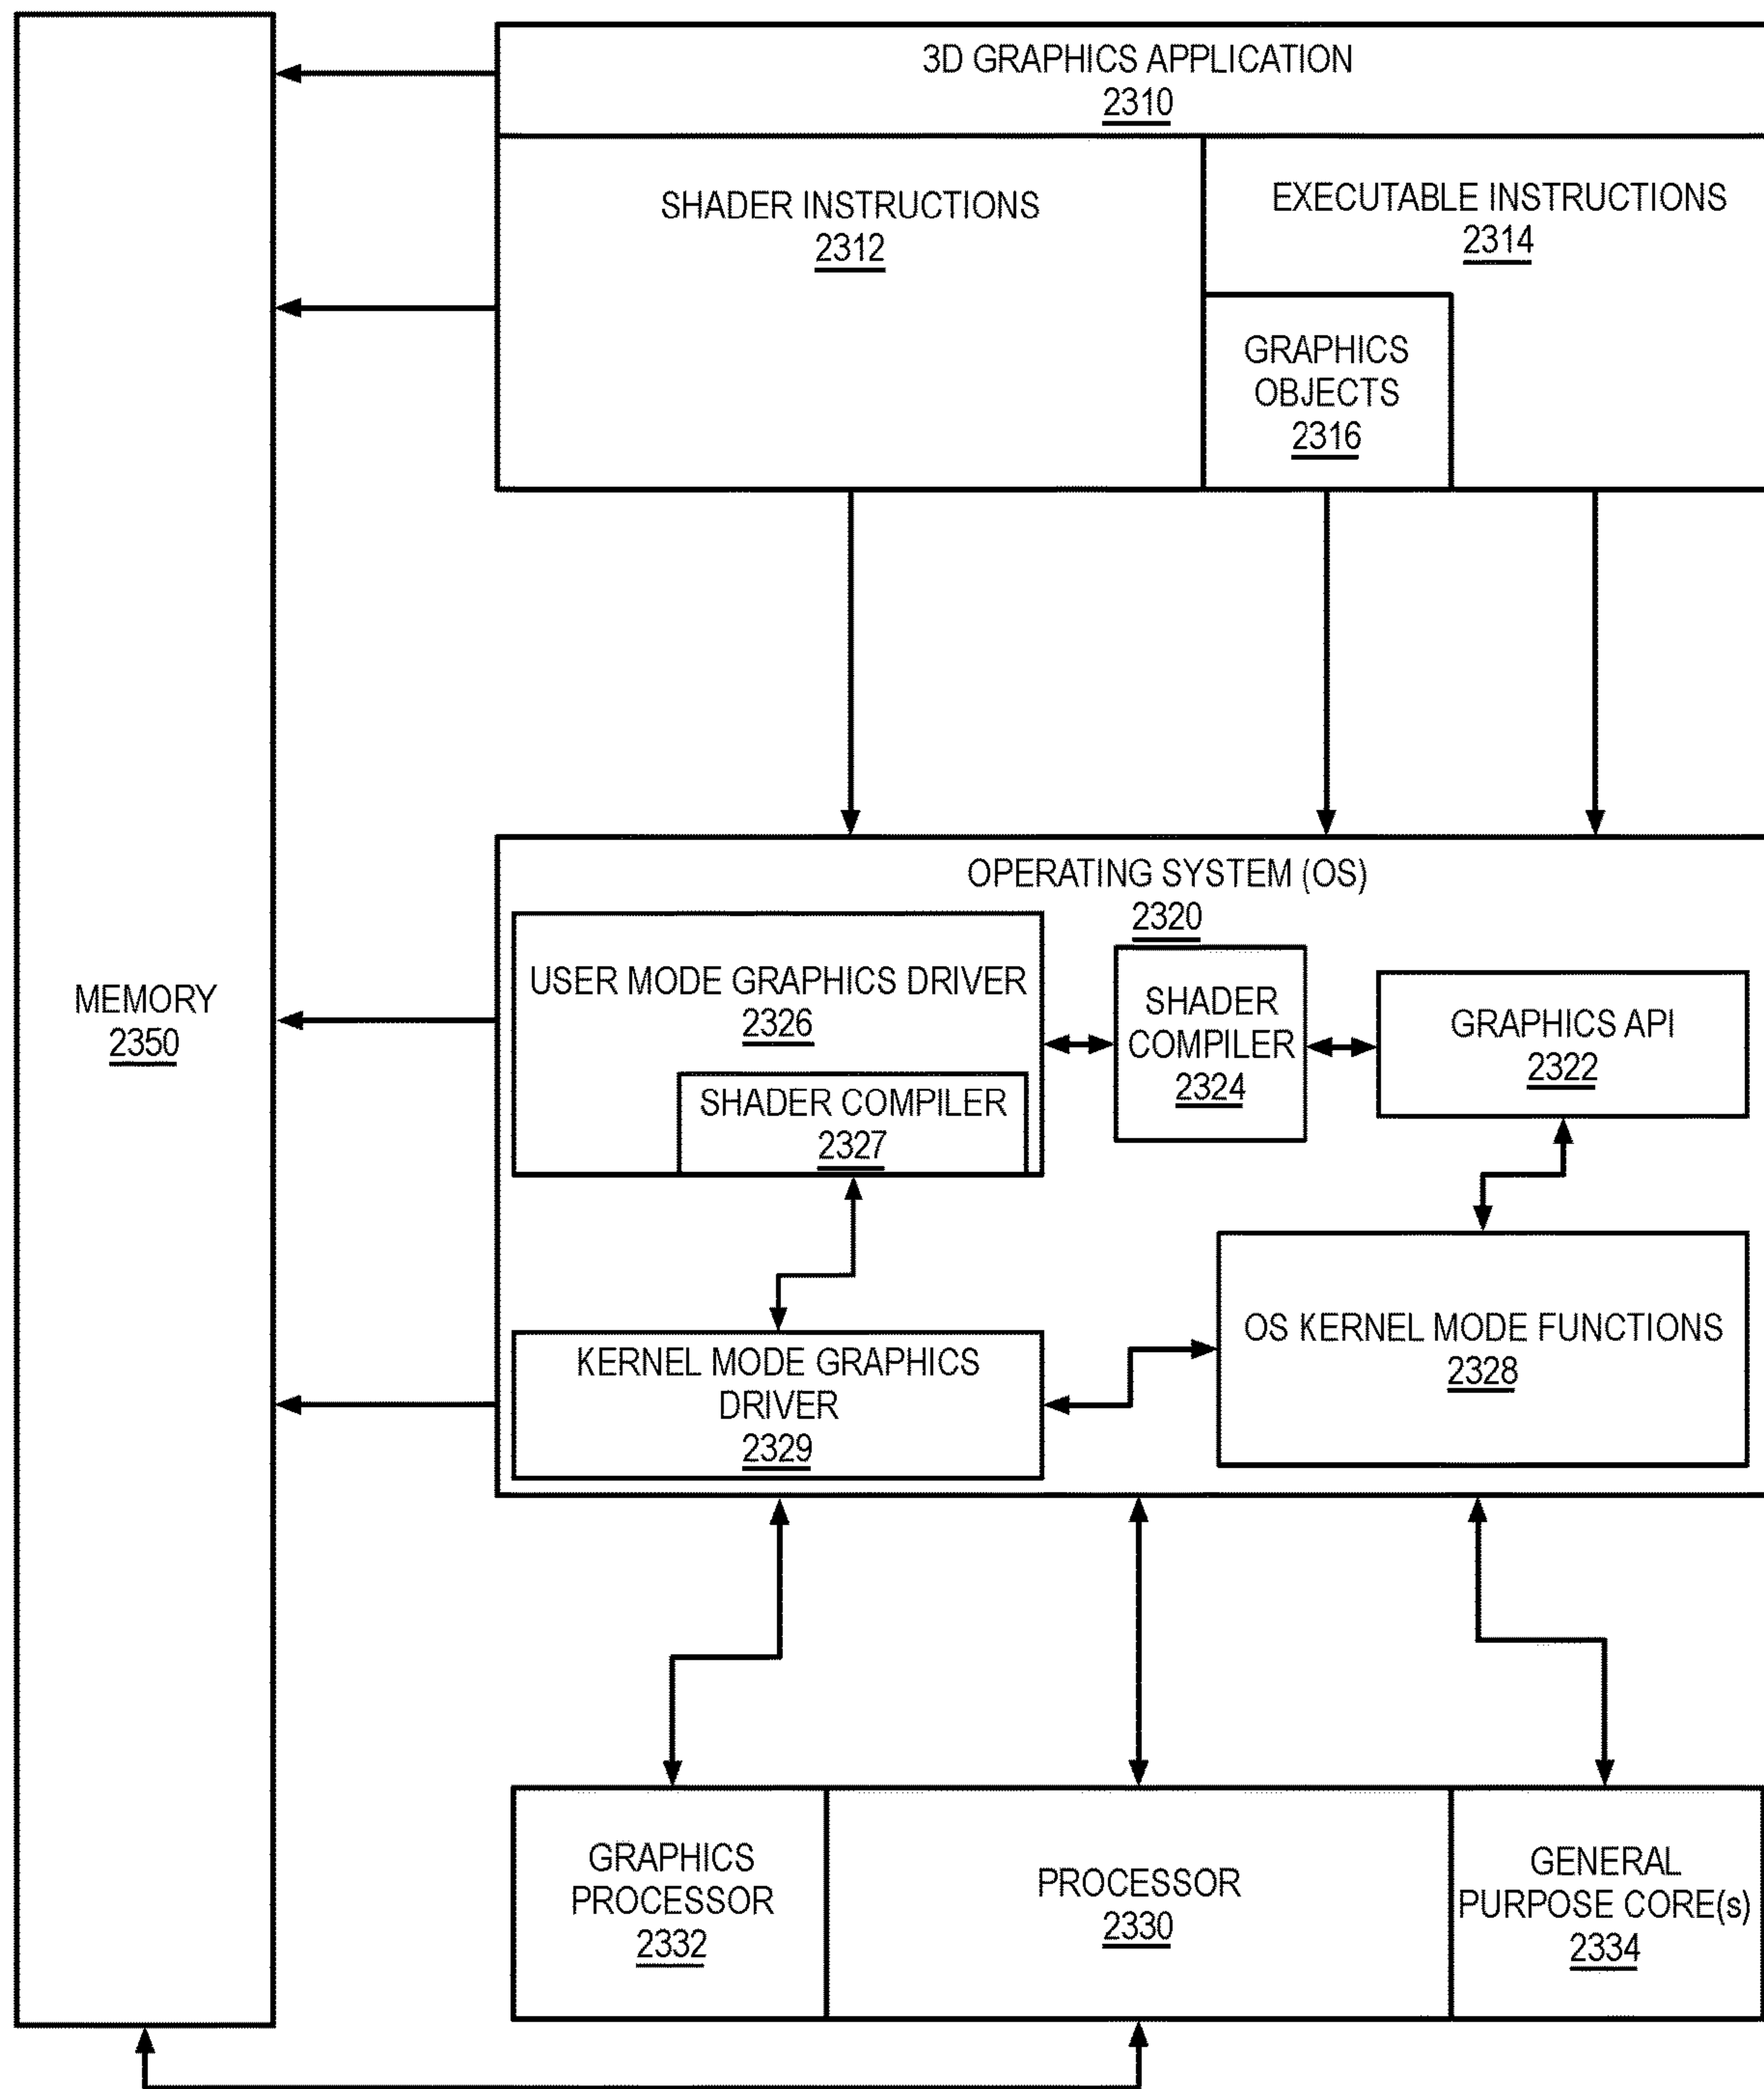 3D GRAPHICS APPLICATION
2310
SHADER INSTRUCTIONS
2312
EXECUTABLE INSTRUCTIONS
2314
GRAPHICS
OBJECTS
2316
OPERATING SYSTEM (OS)
2320
USER MODE GRAPHICS DRIVER
2326
SHADER COMPILER
2327
SHADER
COMPILER
2324
GRAPHICS API
2322
MEMORY
2350
KERNEL MODE GRAPHICS
DRIVER
2329
OS KERNEL MODE FUNCTIONS
2328
GRAPHICS
PROCESSOR
2332
PROCESSOR
2330
GENERAL
PURPOSE CORE(s)
2334